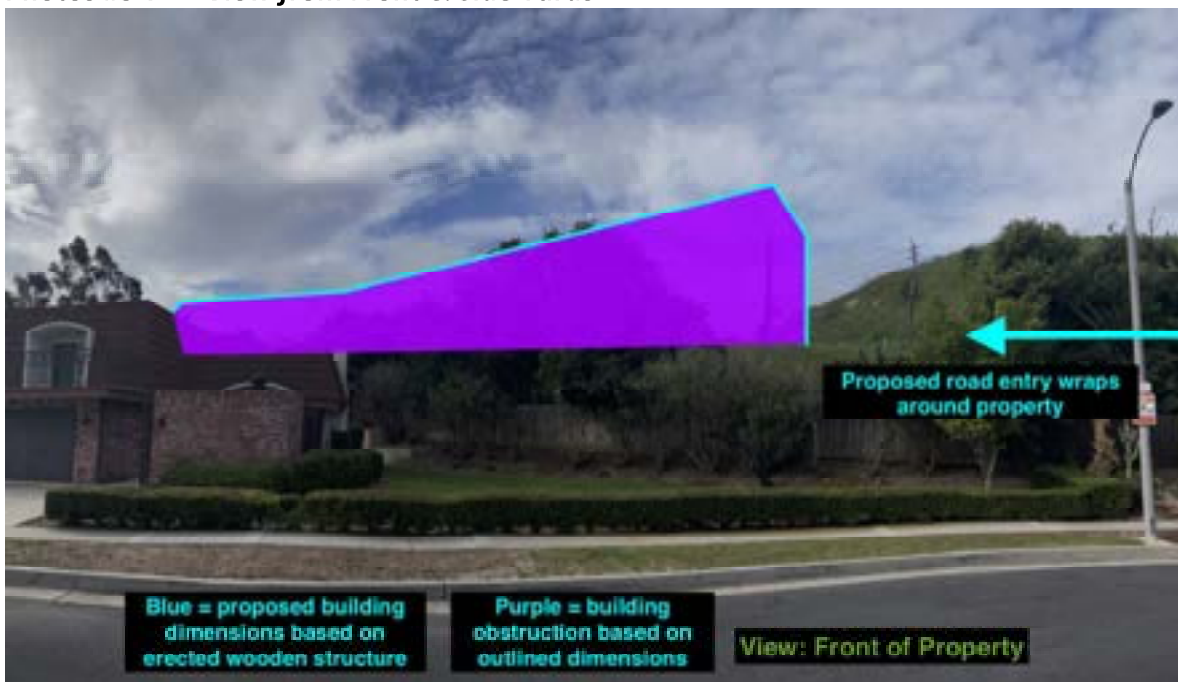 Proposed road entry wraps
around property
Blue = proposed building
dimensions based on
erected wooden structure
Purple = building
obstruction based on
outlined dimensions
View: Front of Property